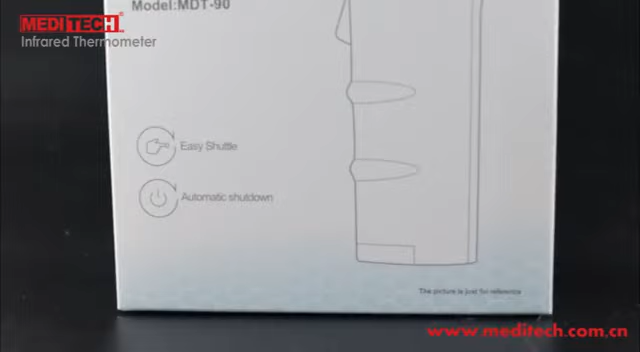 MEDITECH®
Infrared Thermometer
Model:MDT-90
Easy Shuttle
Automatic shutdown
The picture is just for reference
www.meditech.com.cn